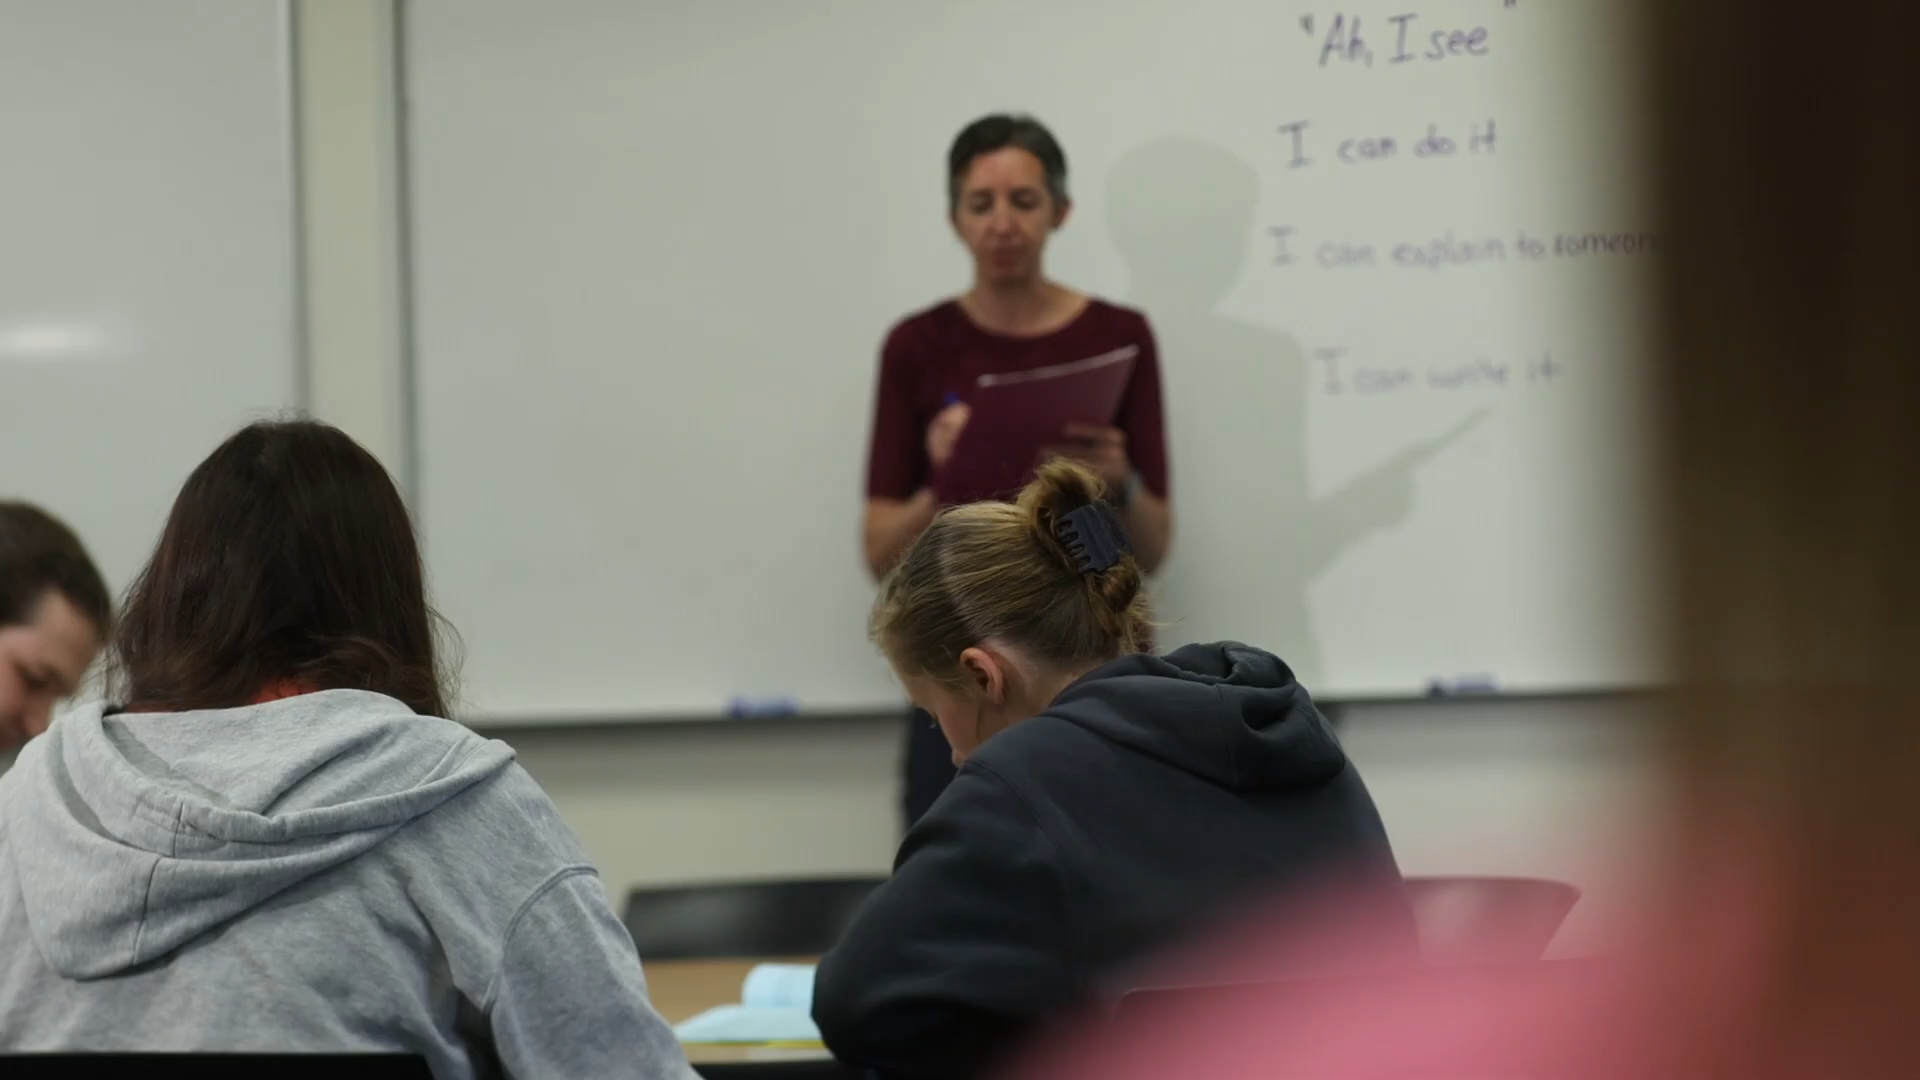 "Ah, I see"
I can do it
I can explain to someon
I can write it